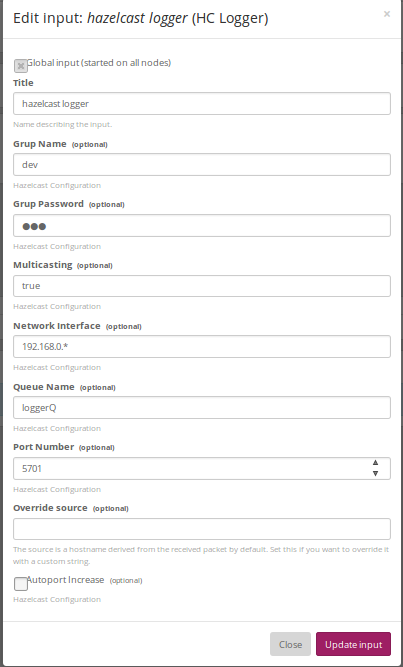 Edit input: hazelcast logger (HC Logger)
×
Global input (started on all nodes)
Title
hazelcast logger
Name describing the input.
Grup Name (optional)
dev
Hazelcast Configuration
Grup Password (optional)
●●●
Hazelcast Configuration
Multicasting (optional)
true
Hazelcast Configuration
Network Interface (optional)
192.168.0.*
Hazelcast Configuration
Queue Name (optional)
loggerQ
Hazelcast Configuration
Port Number (optional)
5701
Hazelcast Configuration
Override source (optional)
The source is a hostname derived from the received packet by default. Set this if you want to override it
with a custom string.
Autoport Increase (optional)
Hazelcast Configuration
Close Update input